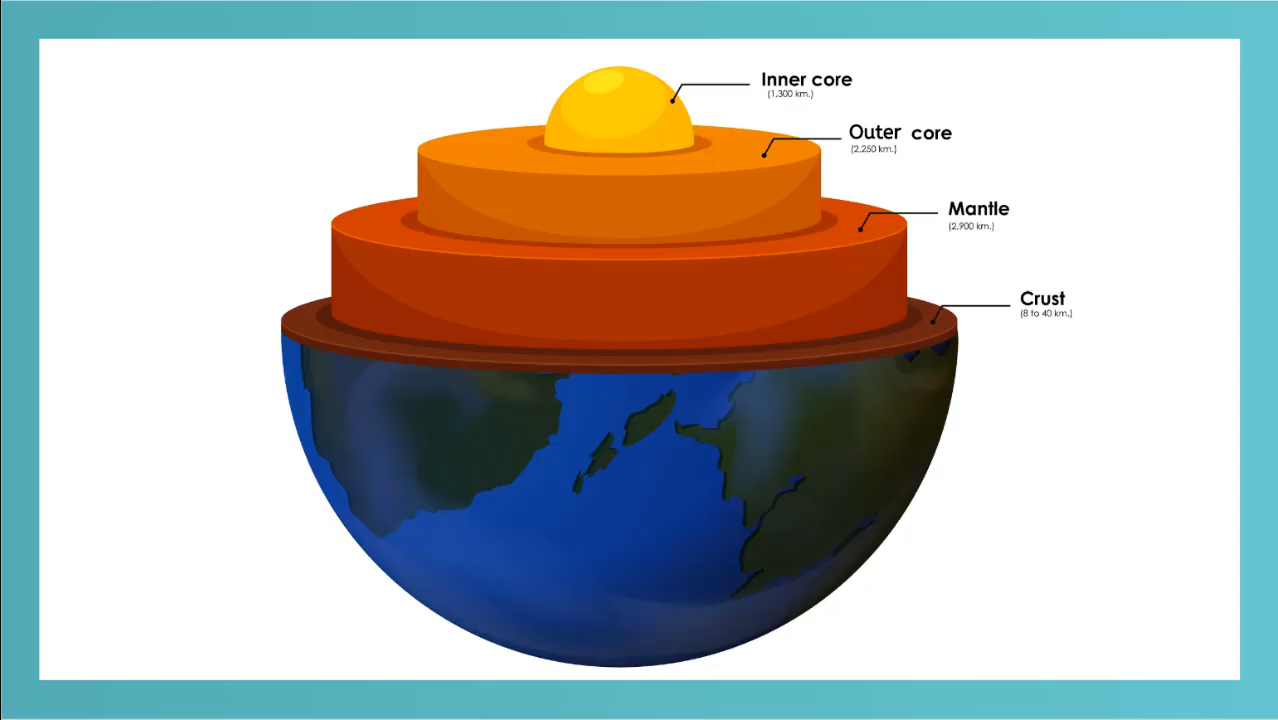 Inner core
(1,300 km.)
Outer core
(2,250 km.)
Mantle
(2,900 km.)
Crust
(8 to 40 km.)